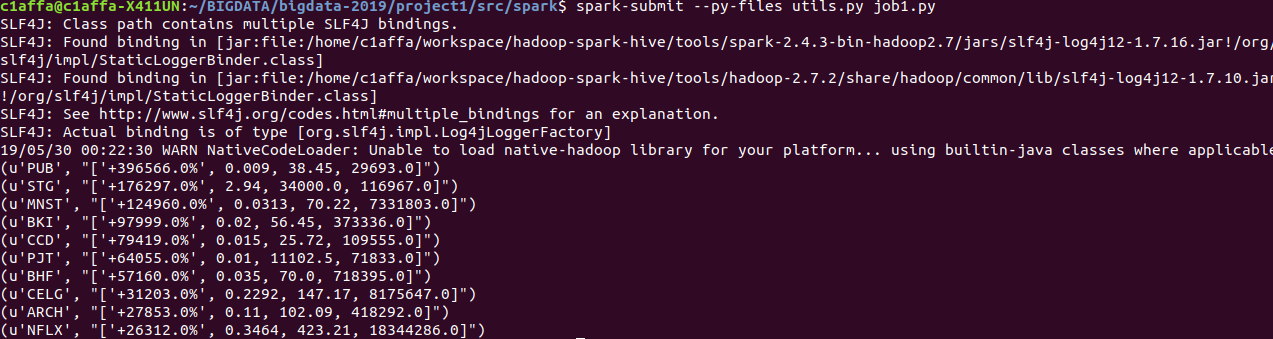 c1affa@c1affa-X411UN:~/BIGDATA/bigdata-2019/project1/src/spark$ spark-submit --py-files utils.py job1.py
SLF4J: Class path contains multiple SLF4J bindings.
SLF4J: Found binding in [jar:file:/home/c1affa/workspace/hadoop-spark-hive/tools/spark-2.4.3-bin-hadoop2.7/jars/slf4j-log4j12-1.7.16.jar!/org/
slf4j/impl/StaticLoggerBinder.class]
SLF4J: Found binding in [jar:file:/home/c1affa/workspace/hadoop-spark-hive/tools/hadoop-2.7.2/share/hadoop/common/lib/slf4j-log4j12-1.7.10.jar
!/org/slf4j/impl/StaticLoggerBinder.class]
SLF4J: See http://www.slf4j.org/codes.html#multiple_bindings for an explanation.
SLF4J: Actual binding is of type [org.slf4j.impl.Log4jLoggerFactory]
19/05/30 00:22:30 WARN NativeCodeLoader: Unable to load native-hadoop library for your platform... using builtin-java classes where applicable
(u'PUB', "['+396566.0%', 0.009, 38.45, 29693.0]")
(u'STG', "['+176297.0%', 2.94, 34000.0, 116967.0]")
(u'MNST', "['+124960.0%', 0.0313, 70.22, 7331803.0]")
(u'BKI', "['+97999.0%', 0.02, 56.45, 373336.0]")
(u'CCD', "['+79419.0%', 0.015, 25.72, 109555.0]")
(u'PJT', "['+64055.0%', 0.01, 11102.5, 71833.0]")
(u'BHF', "['+57160.0%', 0.035, 70.0, 718395.0]")
(u'CELG', "['+31203.0%', 0.2292, 147.17, 8175647.0]")
(u'ARCH', "['+27853.0%', 0.11, 102.09, 418292.0]")
(u'NFLX', "['+26312.0%', 0.3464, 423.21, 18344286.0]")